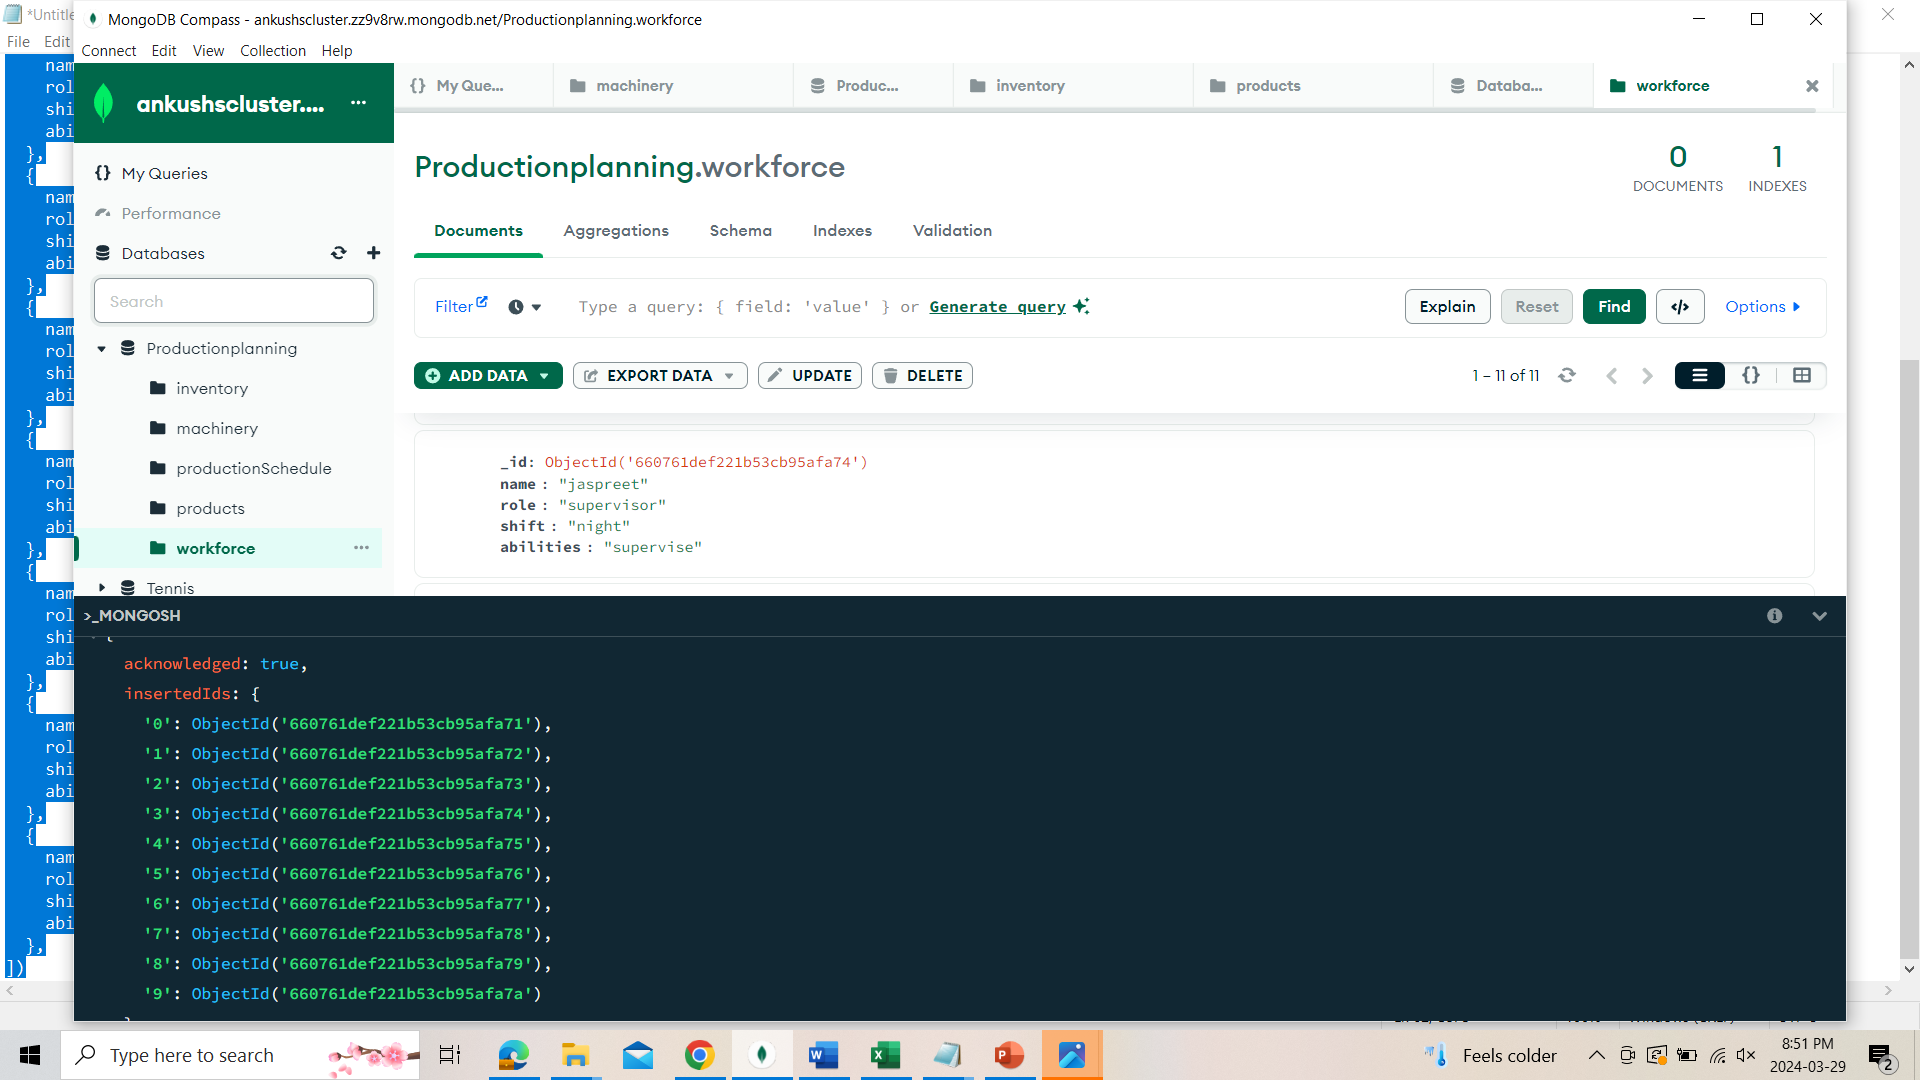 *Untitle
File Edit
MongoDB Compass - ankushscluster.zz9v8rw.mongodb.net/Productionplanning.workforce
Connect Edit View Collection Help
ankushscluster.... ...
{} My Que...
machinery
Produc...
inventory
products
Databa...
workforce
{} My Queries
Performance
Databases
Search
Productionplanning
inventory
machinery
productionSchedule
products
workforce ...
Tennis
Productionplanning.workforce
0
DOCUMENTS
1
INDEXES
Documents Aggregations Schema Indexes Validation
Filter
Type a query: { field: 'value' } or Generate query
Explain Reset Find </> Options
ADD DATA EXPORT DATA UPDATE DELETE
1 – 11 of 11
{}
_id: ObjectId('660761def221b53cb95afa74')
name : "jaspreet"
role : "supervisor"
shift : "night"
abilities : "supervise"
>_MONGOSH
acknowledged: true,
insertedIds: {
'0': ObjectId('660761def221b53cb95afa71'),
'1': ObjectId('660761def221b53cb95afa72'),
'2': ObjectId('660761def221b53cb95afa73'),
'3': ObjectId('660761def221b53cb95afa74'),
'4': ObjectId('660761def221b53cb95afa75'),
'5': ObjectId('660761def221b53cb95afa76'),
'6': ObjectId('660761def221b53cb95afa77'),
'7': ObjectId('660761def221b53cb95afa78'),
'8': ObjectId('660761def221b53cb95afa79'),
'9': ObjectId('660761def221b53cb95afa7a')
nam
rol
shi
abi
},
{
nam
rol
shi
abi
},
{
nam
rol
shi
abi
},
{
nam
rol
shi
abi
},
{
nam
rol
shi
abi
},
{
nam
rol
shi
abi
},
{
nam
rol
shi
abi
},
])
Type here to search
Feels colder
8:51 PM
2024-03-29
2